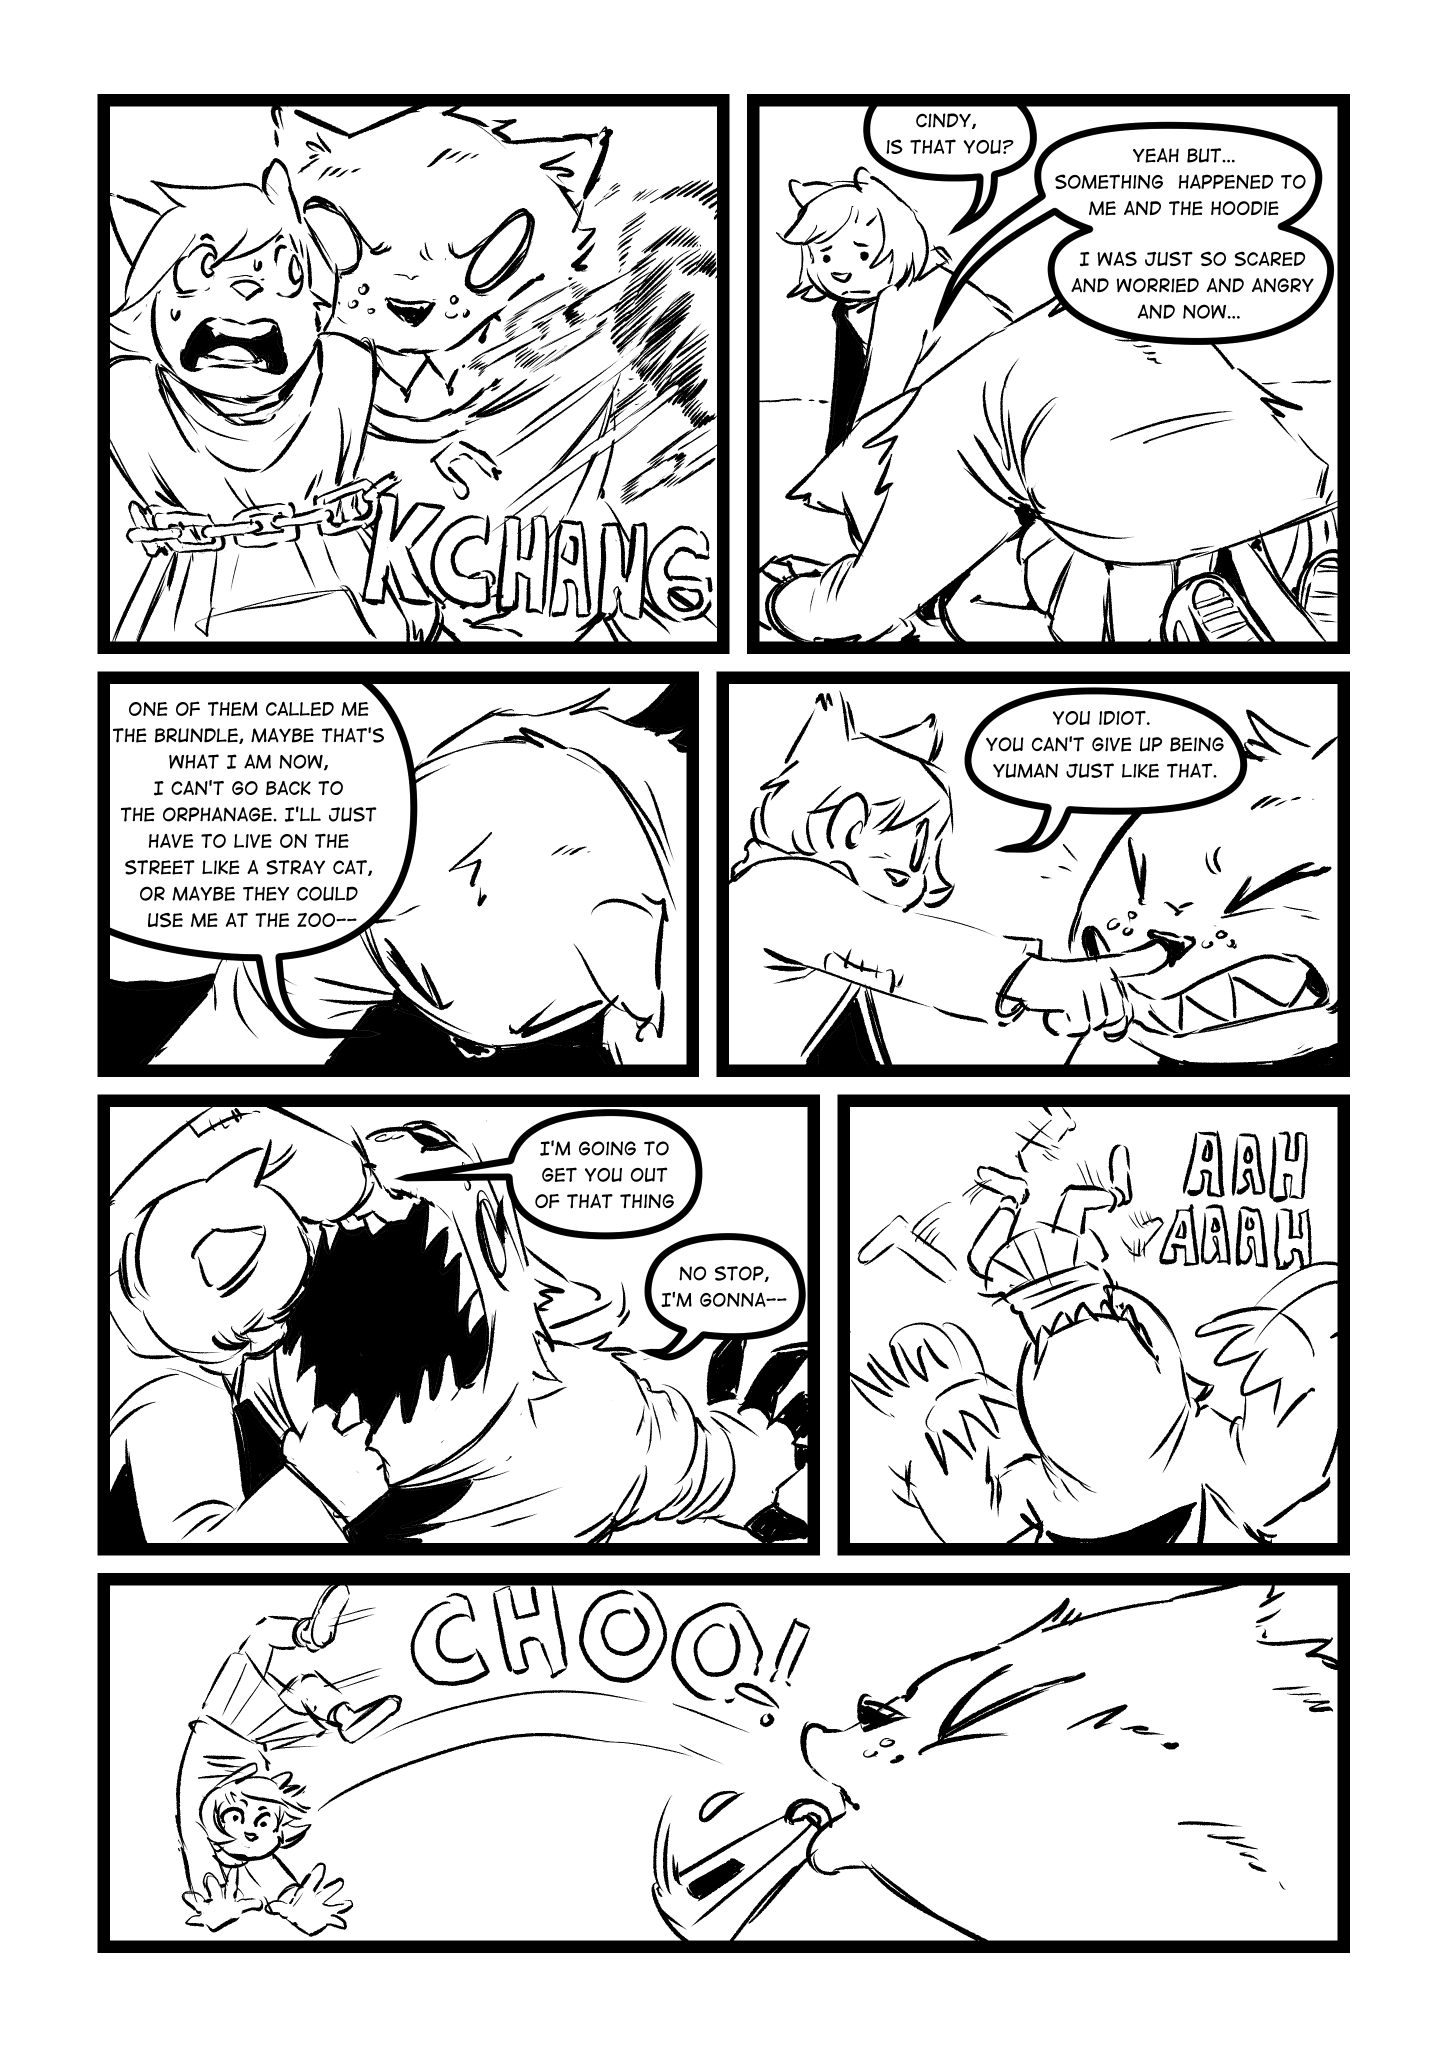 KCHANG
CINDY,
IS THAT YOU?
YEAH BUT...
SOMETHING HAPPENED TO
ME AND THE HOODIE
I WAS JUST SO SCARED
AND WORRIED AND ANGRY
AND NOW...
ONE OF THEM CALLED ME
THE BRUNDLE, MAYBE THAT'S
WHAT I AM NOW,
I CAN'T GO BACK TO
THE ORPHANAGE. I'LL JUST
HAVE TO LIVE ON THE
STREET LIKE A STRAY CAT,
OR MAYBE THEY COULD
USE ME AT THE ZOO--
YOU IDIOT.
YOU CAN'T GIVE UP BEING
YUMAN JUST LIKE THAT.
I'M GOING TO
GET YOU OUT
OF THAT THING
NO STOP,
I'M GONNA--
AAH
AAAH
CHOO!!